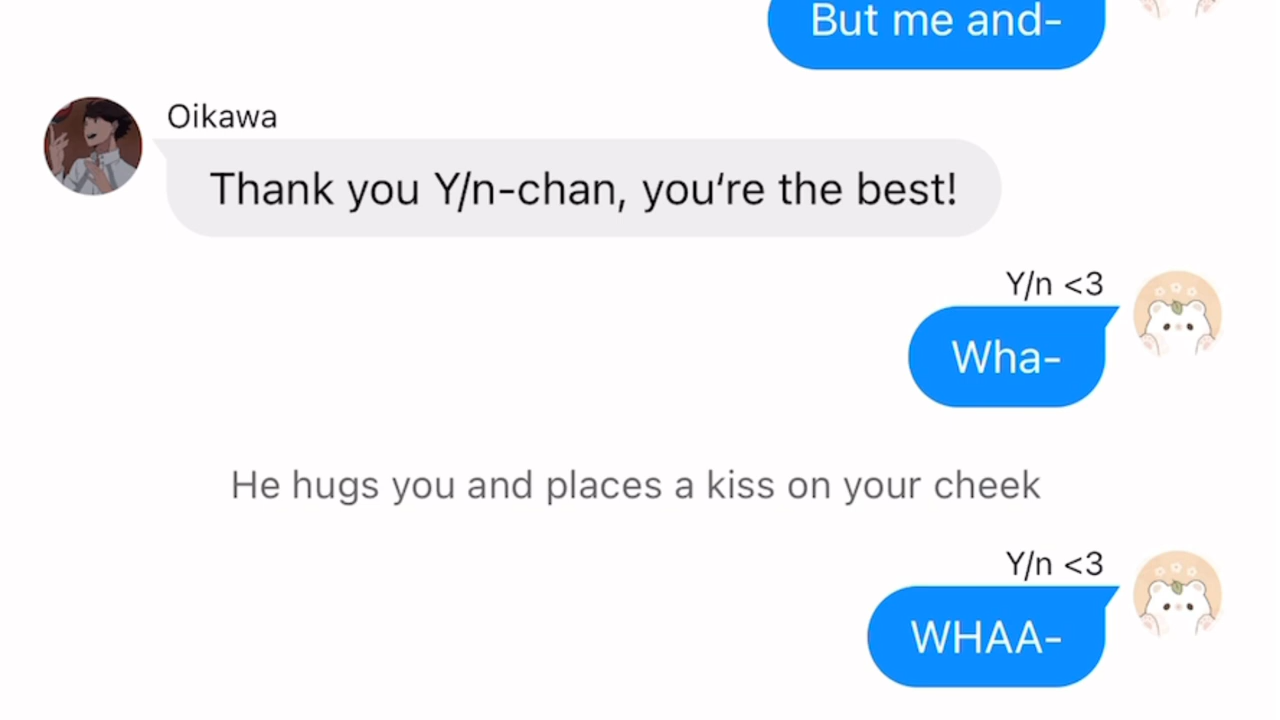 But me and-
Oikawa
Thank you Y/n-chan, you‘re the best!
Y/n <3
Wha-
He hugs you and places a kiss on your cheek
Y/n <3
WHAA-